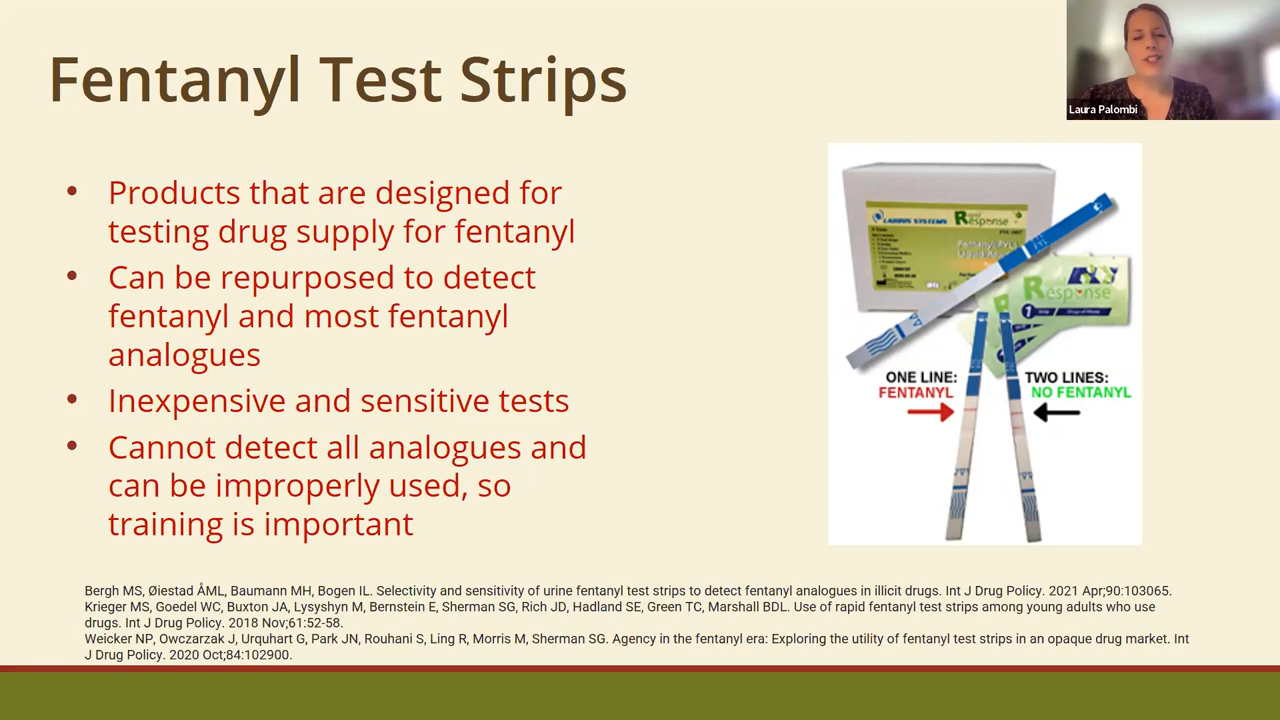 Fentanyl Test Strips
Laura Palombi
• Products that are designed for
testing drug supply for fentanyl
• Can be repurposed to detect
fentanyl and most fentanyl
analogues
• Inexpensive and sensitive tests
• Cannot detect all analogues and
can be improperly used, so
training is important
Response
Response
1
ONE LINE:
FENTANYL
TWO LINES:
NO FENTANYL
Bergh MS, Øiestad ÅML, Baumann MH, Bogen IL. Selectivity and sensitivity of urine fentanyl test strips to detect fentanyl analogues in illicit drugs. Int J Drug Policy. 2021 Apr;90:103065.
Krieger MS, Goedel WC, Buxton JA, Lysyshyn M, Bernstein E, Sherman SG, Rich JD, Hadland SE, Green TC, Marshall BDL. Use of rapid fentanyl test strips among young adults who use
drugs. Int J Drug Policy. 2018 Nov;61:52-58.
Weicker NP, Owczarzak J, Urquhart G, Park JN, Rouhani S, Ling R, Morris M, Sherman SG. Agency in the fentanyl era: Exploring the utility of fentanyl test strips in an opaque drug market. Int
J Drug Policy. 2020 Oct;84:102900.